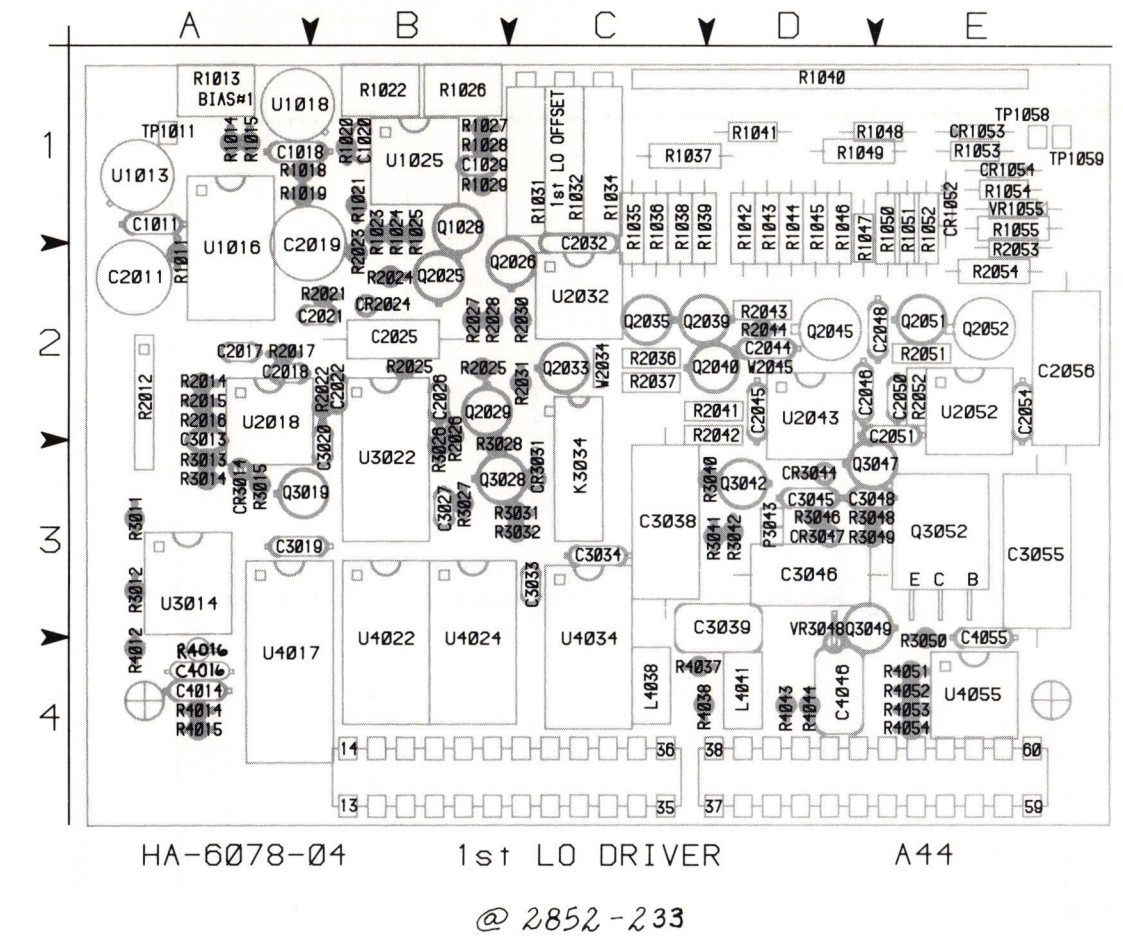 A B C D E
1
R1013
BIAS#1
U1018
R1022
R1026
R1040
TP1011
R1014
R1015
C1018
R1020
C1020
U1025
R1027
R1028
C1029
R1029
1st LO OFFSET
R1031
R1032
R1034
R1041
R1048
CR1053
TP1058
TP1059
R1037
R1049
R1053
CR1054
R1054
VR1055
R1055
R2053
R2054
CR1052
U1013
R1018
R1019
C1011
R1011
U1016
C2019
R1021
R1023
R1024
R1025
R2023
Q1028
R1035
R1036
R1038
R1039
R1042
R1043
R1044
R1045
R1046
R1047
R1050
R1051
R1052
C2032
2
C2011
R2024
Q2025
Q2026
U2032
R2021
C2021
CR2024
R2027
R2028
R2030
C2025
Q2035
Q2039
R2043
R2044
C2044
W2045
Q2045
C2048
Q2051
Q2052
R2051
C2056
R2012
C2017
R2017
C2018
R2025
R2025
Q2033
W2034
R2036
R2037
Q2040
R2014
R2015
R2016
C3013
R3013
R3014
U2018
R2022
C2022
C3020
C2026
Q2029
R2031
R2041
R2042
C2045
U2043
C2046
C2050
R2052
U2052
C2054
C2051
3
CR3014
R3015
Q3019
U3022
R3026
R2026
R3028
Q3028
CR3031
K3034
C3027
R3027
R3031
R3032
R3040
Q3042
CR3044
Q3047
C3045
C3048
R3046
R3048
CR3047
R3049
P3043
R3041
R3042
C3038
Q3052
C3055
R3011
R3012
U3014
C3019
C3033
C3034
C3046
E C B
4
R4012
R4016
C4016
C4014
R4014
R4015
U4017
U4022
U4024
U4034
C3039
VR3048
Q3049
R3050
C4055
L4038
R4037
R4038
L4041
R4043
R4044
C4046
R4051
R4052
R4053
R4054
U4055
14 36 38 60
13 35 37 59
HA-6078-04 1st LO DRIVER A44
@ 2852-233